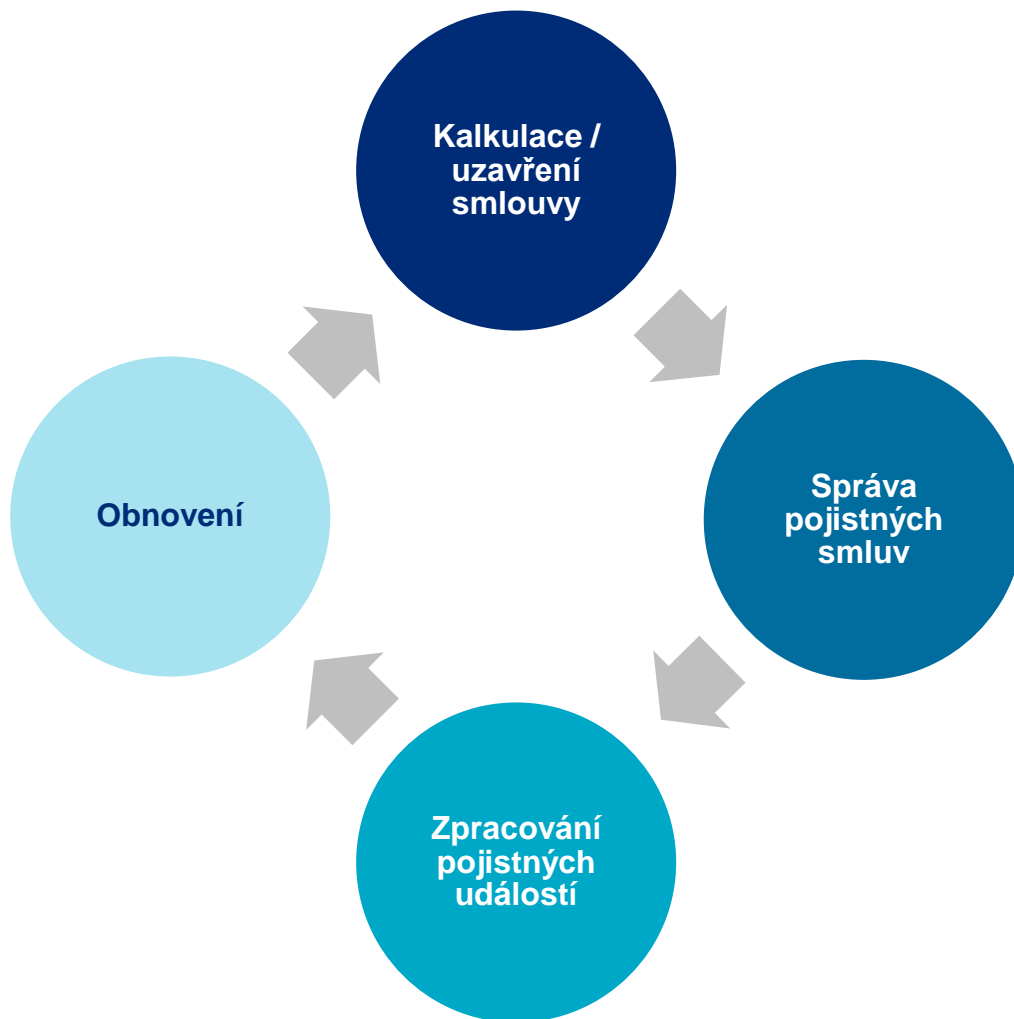 Kalkulace /
uzavření
smlouvy
Správa
pojistných
smluv
Obnovení
Zpracování
pojistných
událostí